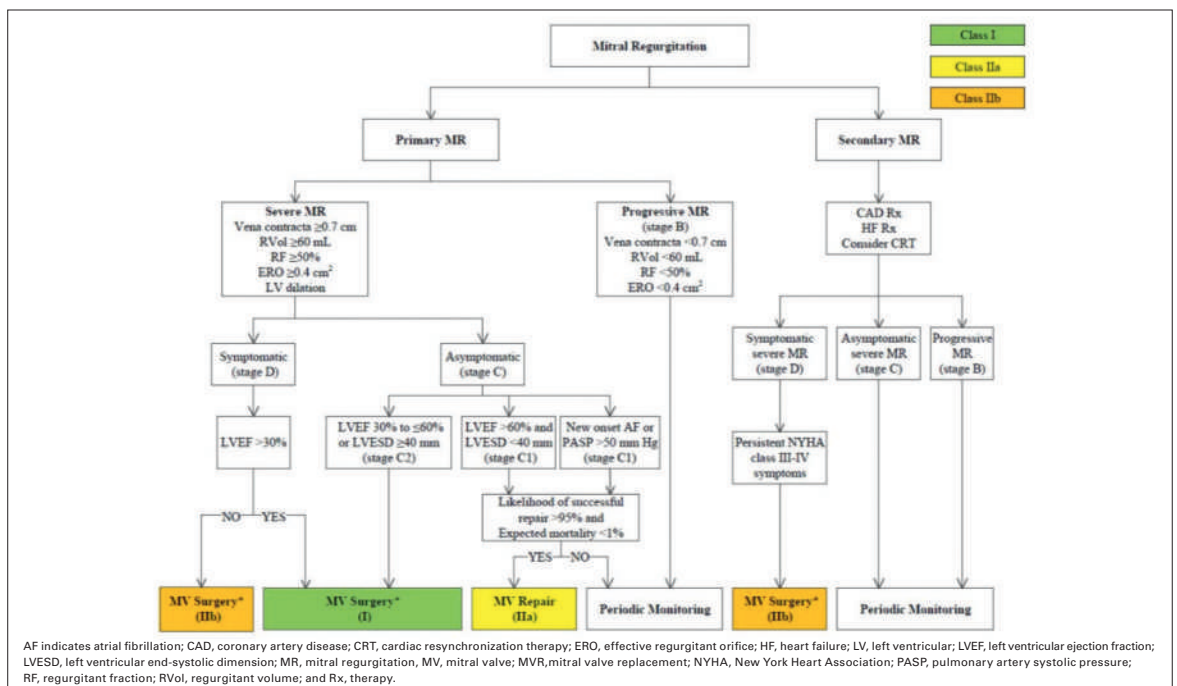 Mitral Regurgitation
Class I
Class IIa
Class IIb
Primary MR
Secondary MR
Severe MR
Vena contracta ≥0.7 cm
RVol ≥60 mL
RF ≥50%
ERO ≥0.4 cm²
LV dilation
Progressive MR
(stage B)
Vena contracta <0.7 cm
RVol <60 mL
RF <50%
ERO <0.4 cm²
CAD Rx
HF Rx
Consider CRT
Symptomatic
(stage D)
Asymptomatic
(stage C)
Symptomatic
severe MR
(stage D)
Asymptomatic
severe MR
(stage C)
Progressive
MR
(stage B)
LVEF >30%
LVEF 30% to ≤60%
or LVESD ≥40 mm
(stage C2)
LVEF >60% and
LVESD <40 mm
(stage C1)
New onset AF or
PASP >50 mm Hg
(stage C1)
Persistent NYHA
class III-IV
symptoms
Likelihood of successful
repair >95% and
Expected mortality <1%
NO YES
YES NO
MV Surgery*
(IIb)
MV Surgery*
(I)
MV Repair
(IIa)
Periodic Monitoring
MV Surgery*
(IIb)
Periodic Monitoring
AF indicates atrial fibrillation; CAD, coronary artery disease; CRT, cardiac resynchronization therapy; ERO, effective regurgitant orifice; HF, heart failure; LV, left ventricular; LVEF, left ventricular ejection fraction;
LVESD, left ventricular end-systolic dimension; MR, mitral regurgitation, MV, mitral valve; MVR,mitral valve replacement; NYHA, New York Heart Association; PASP, pulmonary artery systolic pressure;
RF, regurgitant fraction; RVol, regurgitant volume; and Rx, therapy.